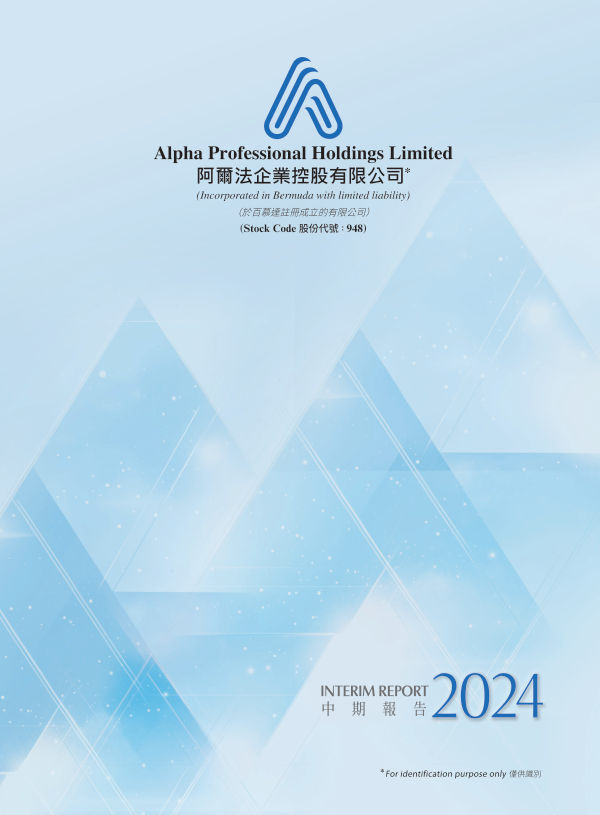 Alpha Professional Holdings Limited
阿爾法企業控股有限公司*
(Incorporated in Bermuda with limited liability)
(於百慕達註冊成立的有限公司)
(Stock Code 股份代號：948)
INTERIM REPORT 2024
中期報告
* For identification purpose only 僅供識別